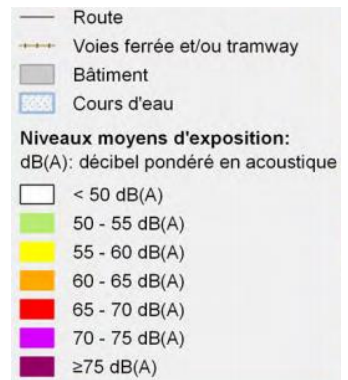 Route
Voies ferrée et/ou tramway
Bâtiment
Cours d'eau
Niveaux moyens d'exposition:
dB(A): décibel pondéré en acoustique
< 50 dB(A)
50 - 55 dB(A)
55 - 60 dB(A)
60 - 65 dB(A)
65 - 70 dB(A)
70 - 75 dB(A)
≥75 dB(A)